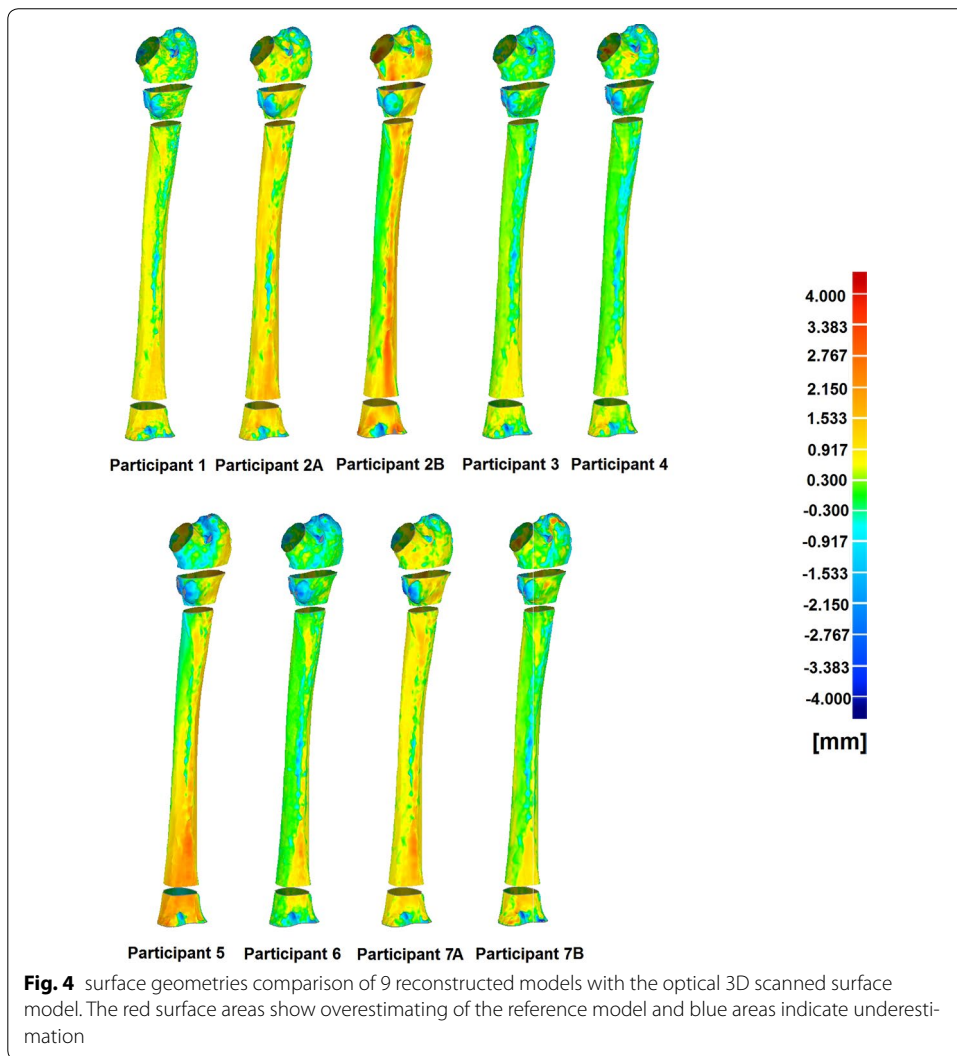 Participant 1 Participant 2A Participant 2B Participant 3 Participant 4
4.000
3.383
2.767
2.150
1.533
0.917
0.300
-0.300
-0.917
-1.533
-2.150
-2.767
-3.383
-4.000
[mm]
Participant 5 Participant 6 Participant 7A Participant 7B
Fig. 4 surface geometries comparison of 9 reconstructed models with the optical 3D scanned surface
model. The red surface areas show overestimating of the reference model and blue areas indicate underesti-
mation